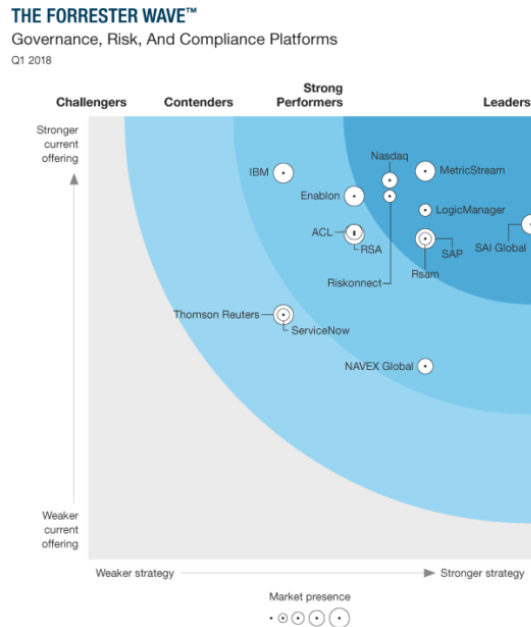 THE FORRESTER WAVE™
Governance, Risk, And Compliance Platforms
Q1 2018
Challengers
Contenders
Strong
Performers
Leaders
Stronger
current
offering
Nasdaq
IBM
MetricStream
Enablon
LogicManager
ACL
RSA
SAP
SAI Global
Rsam
Riskonnect
Thomson Reuters
ServiceNow
NAVEX Global
Weaker
current
offering
Weaker strategy
Stronger strategy
Market presence